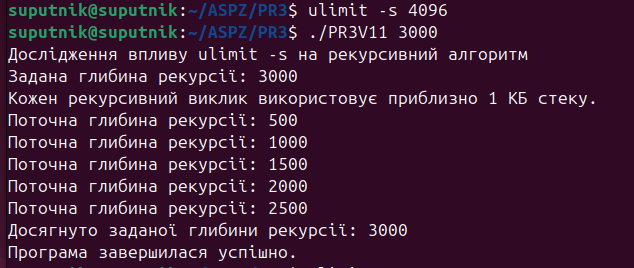 suputnik@suputnik:~/ASPZ/PR3$ ulimit -s 4096
suputnik@suputnik:~/ASPZ/PR3$ ./PR3V11 3000
Дослідження впливу ulimit -s на рекурсивний алгоритм
Задана глибина рекурсії: 3000
Кожен рекурсивний виклик використовує приблизно 1 КБ стеку.
Поточна глибина рекурсії: 500
Поточна глибина рекурсії: 1000
Поточна глибина рекурсії: 1500
Поточна глибина рекурсії: 2000
Поточна глибина рекурсії: 2500
Досягнуто заданої глибини рекурсії: 3000
Програма завершилася успішно.